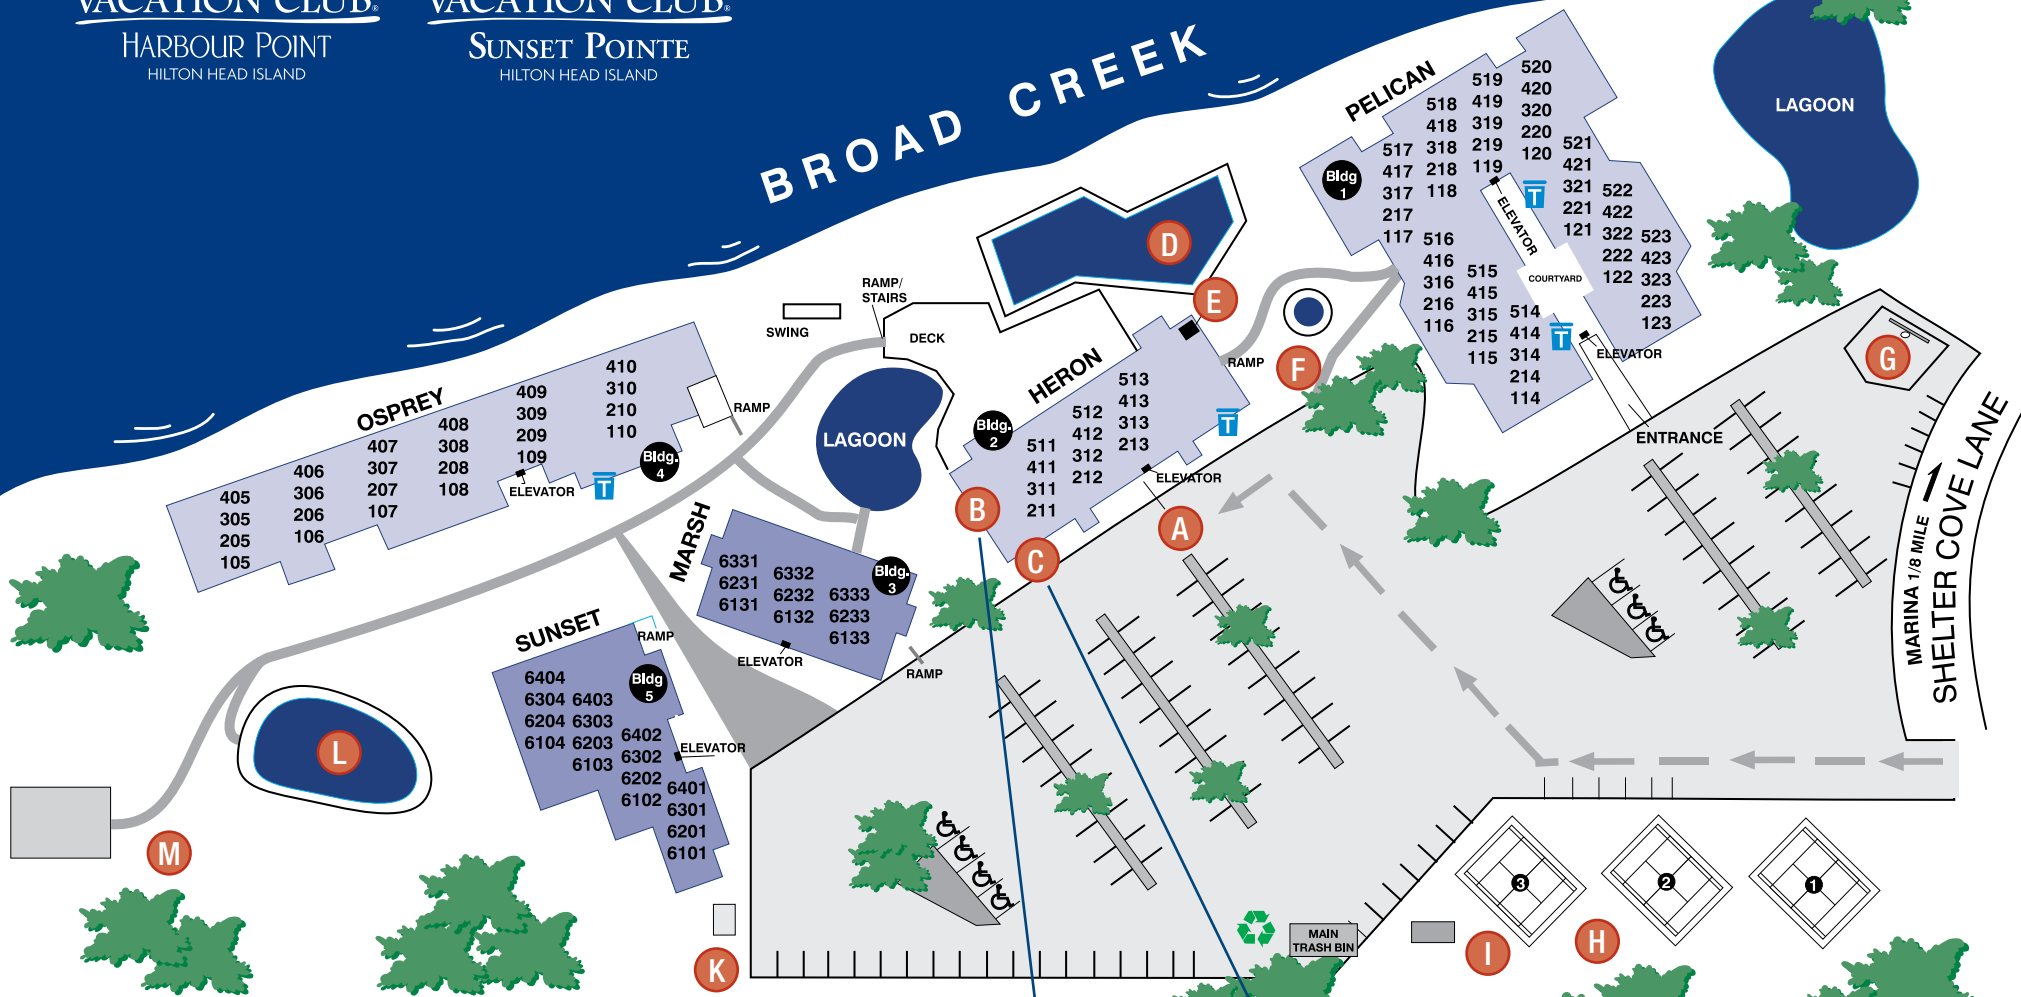 VACATION CLUB®
HARBOUR POINT
HILTON HEAD ISLAND
VACATION CLUB®
SUNSET POINTE
HILTON HEAD ISLAND
BROAD CREEK
LAGOON
PELICAN
Bldg
1
520
420
320
220
120
519
419
319
219
119
518
418
318
218
118
517
417
317
217
117
521
421
321
221
121
522
422
322
222
122
523
423
323
223
123
516
416
316
216
116
515
415
315
215
115
514
414
314
214
114
T
ELEVATOR
COURTYARD
T
ELEVATOR
ENTRANCE
G
D
E
F
RAMP
RAMP/
STAIRS
SWING
DECK
HERON
Bldg.
2
513
413
313
213
512
412
312
212
511
411
311
211
T
ELEVATOR
A
B
C
LAGOON
OSPREY
410
310
210
110
409
309
209
109
408
308
208
108
407
307
207
107
406
306
206
106
405
305
205
105
Bldg.
4
RAMP
ELEVATOR
T
MARSH
Bldg.
3
6331
6231
6131
6332
6232
6132
6333
6233
6133
ELEVATOR
RAMP
SUNSET
RAMP
Bldg
5
6404
6304
6204
6104
6403
6303
6203
6103
6402
6302
6202
6102
6401
6301
6201
6101
ELEVATOR
L
M
K
MARINA 1/8 MILE
SHELTER COVE LANE
MAIN
TRASH BIN
I
H
3
2
1